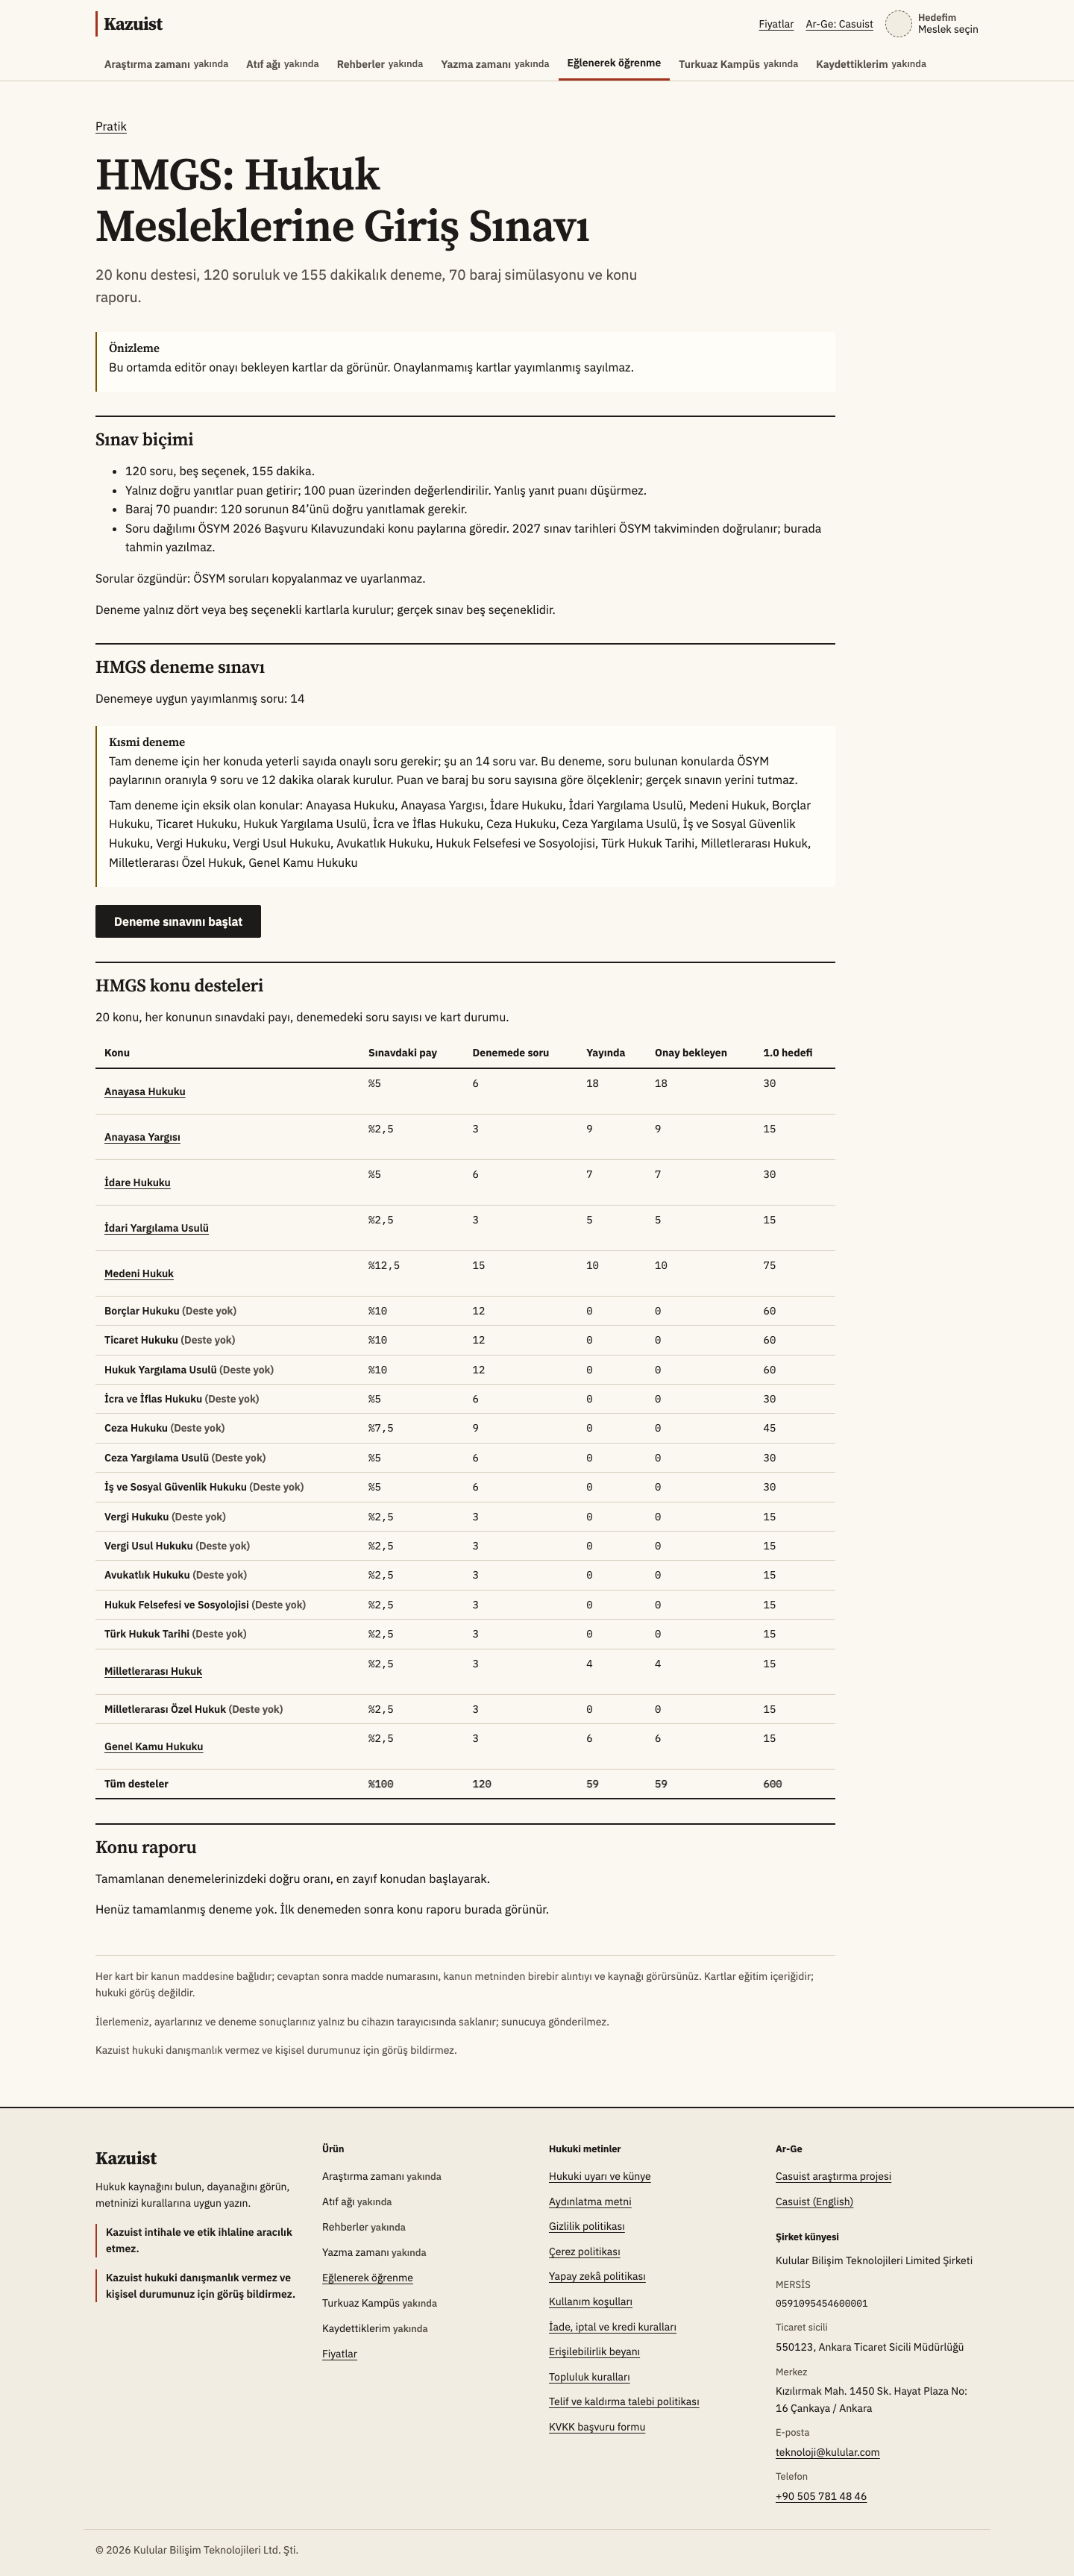 Kazuist
Fiyatlar Ar-Ge: Casuist Hedefim
Meslek seçin
Araştırma zamanı yakında Atıf ağı yakında Rehberler yakında Yazma zamanı yakında Eğlenerek öğrenme Turkuaz Kampüs yakında Kaydettiklerim yakında
Pratik
HMGS: Hukuk
Mesleklerine Giriş Sınavı
20 konu destesi, 120 soruluk ve 155 dakikalık deneme, 70 baraj simülasyonu ve konu
raporu.
Önizleme
Bu ortamda editör onayı bekleyen kartlar da görünür. Onaylanmamış kartlar yayımlanmış sayılmaz.
Sınav biçimi
• 120 soru, beş seçenek, 155 dakika.
• Yalnız doğru yanıtlar puan getirir; 100 puan üzerinden değerlendirilir. Yanlış yanıt puanı düşürmez.
• Baraj 70 puandır: 120 sorunun 84’ünü doğru yanıtlamak gerekir.
• Soru dağılımı ÖSYM 2026 Başvuru Kılavuzundaki konu paylarına göredir. 2027 sınav tarihleri ÖSYM takviminden doğrulanır; burada
tahmin yazılmaz.
Sorular özgündür: ÖSYM soruları kopyalanmaz ve uyarlanmaz.
Deneme yalnız dört veya beş seçenekli kartlarla kurulur; gerçek sınav beş seçeneklidir.
HMGS deneme sınavı
Denemeye uygun yayımlanmış soru: 14
Kısmi deneme
Tam deneme için her konuda yeterli sayıda onaylı soru gerekir; şu an 14 soru var. Bu deneme, soru bulunan konularda ÖSYM
paylarının oranıyla 9 soru ve 12 dakika olarak kurulur. Puan ve baraj bu soru sayısına göre ölçeklenir; gerçek sınavın yerini tutmaz.
Tam deneme için eksik olan konular: Anayasa Hukuku, Anayasa Yargısı, İdare Hukuku, İdari Yargılama Usulü, Medeni Hukuk, Borçlar
Hukuku, Ticaret Hukuku, Hukuk Yargılama Usulü, İcra ve İflas Hukuku, Ceza Hukuku, Ceza Yargılama Usulü, İş ve Sosyal Güvenlik
Hukuku, Vergi Hukuku, Vergi Usul Hukuku, Avukatlık Hukuku, Hukuk Felsefesi ve Sosyolojisi, Türk Hukuk Tarihi, Milletlerarası Hukuk,
Milletlerarası Özel Hukuk, Genel Kamu Hukuku
Deneme sınavını başlat
HMGS konu desteleri
20 konu, her konunun sınavdaki payı, denemedeki soru sayısı ve kart durumu.
Konu Sınavdaki pay Denemede soru Yayında Onay bekleyen 1.0 hedefi
Anayasa Hukuku %5 6 18 18 30
Anayasa Yargısı %2,5 3 9 9 15
İdare Hukuku %5 6 7 7 30
İdari Yargılama Usulü %2,5 3 5 5 15
Medeni Hukuk %12,5 15 10 10 75
Borçlar Hukuku (Deste yok) %10 12 0 0 60
Ticaret Hukuku (Deste yok) %10 12 0 0 60
Hukuk Yargılama Usulü (Deste yok) %10 12 0 0 60
İcra ve İflas Hukuku (Deste yok) %5 6 0 0 30
Ceza Hukuku (Deste yok) %7,5 9 0 0 45
Ceza Yargılama Usulü (Deste yok) %5 6 0 0 30
İş ve Sosyal Güvenlik Hukuku (Deste yok) %5 6 0 0 30
Vergi Hukuku (Deste yok) %2,5 3 0 0 15
Vergi Usul Hukuku (Deste yok) %2,5 3 0 0 15
Avukatlık Hukuku (Deste yok) %2,5 3 0 0 15
Hukuk Felsefesi ve Sosyolojisi (Deste yok) %2,5 3 0 0 15
Türk Hukuk Tarihi (Deste yok) %2,5 3 0 0 15
Milletlerarası Hukuk %2,5 3 4 4 15
Milletlerarası Özel Hukuk (Deste yok) %2,5 3 0 0 15
Genel Kamu Hukuku %2,5 3 6 6 15
Tüm desteler %100 120 59 59 600
Konu raporu
Tamamlanan denemelerinizdeki doğru oranı, en zayıf konudan başlayarak.
Henüz tamamlanmış deneme yok. İlk denemeden sonra konu raporu burada görünür.
Her kart bir kanun maddesine bağlıdır; cevaptan sonra madde numarasını, kanun metninden birebir alıntıyı ve kaynağı görürsünüz. Kartlar eğitim içeriğidir;
hukuki görüş değildir.
İlerlemeniz, ayarlarınız ve deneme sonuçlarınız yalnız bu cihazın tarayıcısında saklanır; sunucuya gönderilmez.
Kazuist hukuki danışmanlık vermez ve kişisel durumunuz için görüş bildirmez.
Kazuist
Hukuk kaynağını bulun, dayanağını görün,
metninizi kurallarına uygun yazın.
Kazuist intihale ve etik ihlaline aracılık
etmez.
Kazuist hukuki danışmanlık vermez ve
kişisel durumunuz için görüş bildirmez.
Ürün
Araştırma zamanı yakında
Atıf ağı yakında
Rehberler yakında
Yazma zamanı yakında
Eğlenerek öğrenme
Turkuaz Kampüs yakında
Kaydettiklerim yakında
Fiyatlar
Hukuki metinler
Hukuki uyarı ve künye
Aydınlatma metni
Gizlilik politikası
Çerez politikası
Yapay zekâ politikası
Kullanım koşulları
İade, iptal ve kredi kuralları
Erişilebilirlik beyanı
Topluluk kuralları
Telif ve kaldırma talebi politikası
KVKK başvuru formu
Ar-Ge
Casuist araştırma projesi
Casuist (English)
Şirket künyesi
Kulular Bilişim Teknolojileri Limited Şirketi
MERSİS
0591095454600001
Ticaret sicili
550123, Ankara Ticaret Sicili Müdürlüğü
Merkez
Kızılırmak Mah. 1450 Sk. Hayat Plaza No:
16 Çankaya / Ankara
E-posta
teknoloji@kulular.com
Telefon
+90 505 781 48 46
© 2026 Kulular Bilişim Teknolojileri Ltd. Şti.